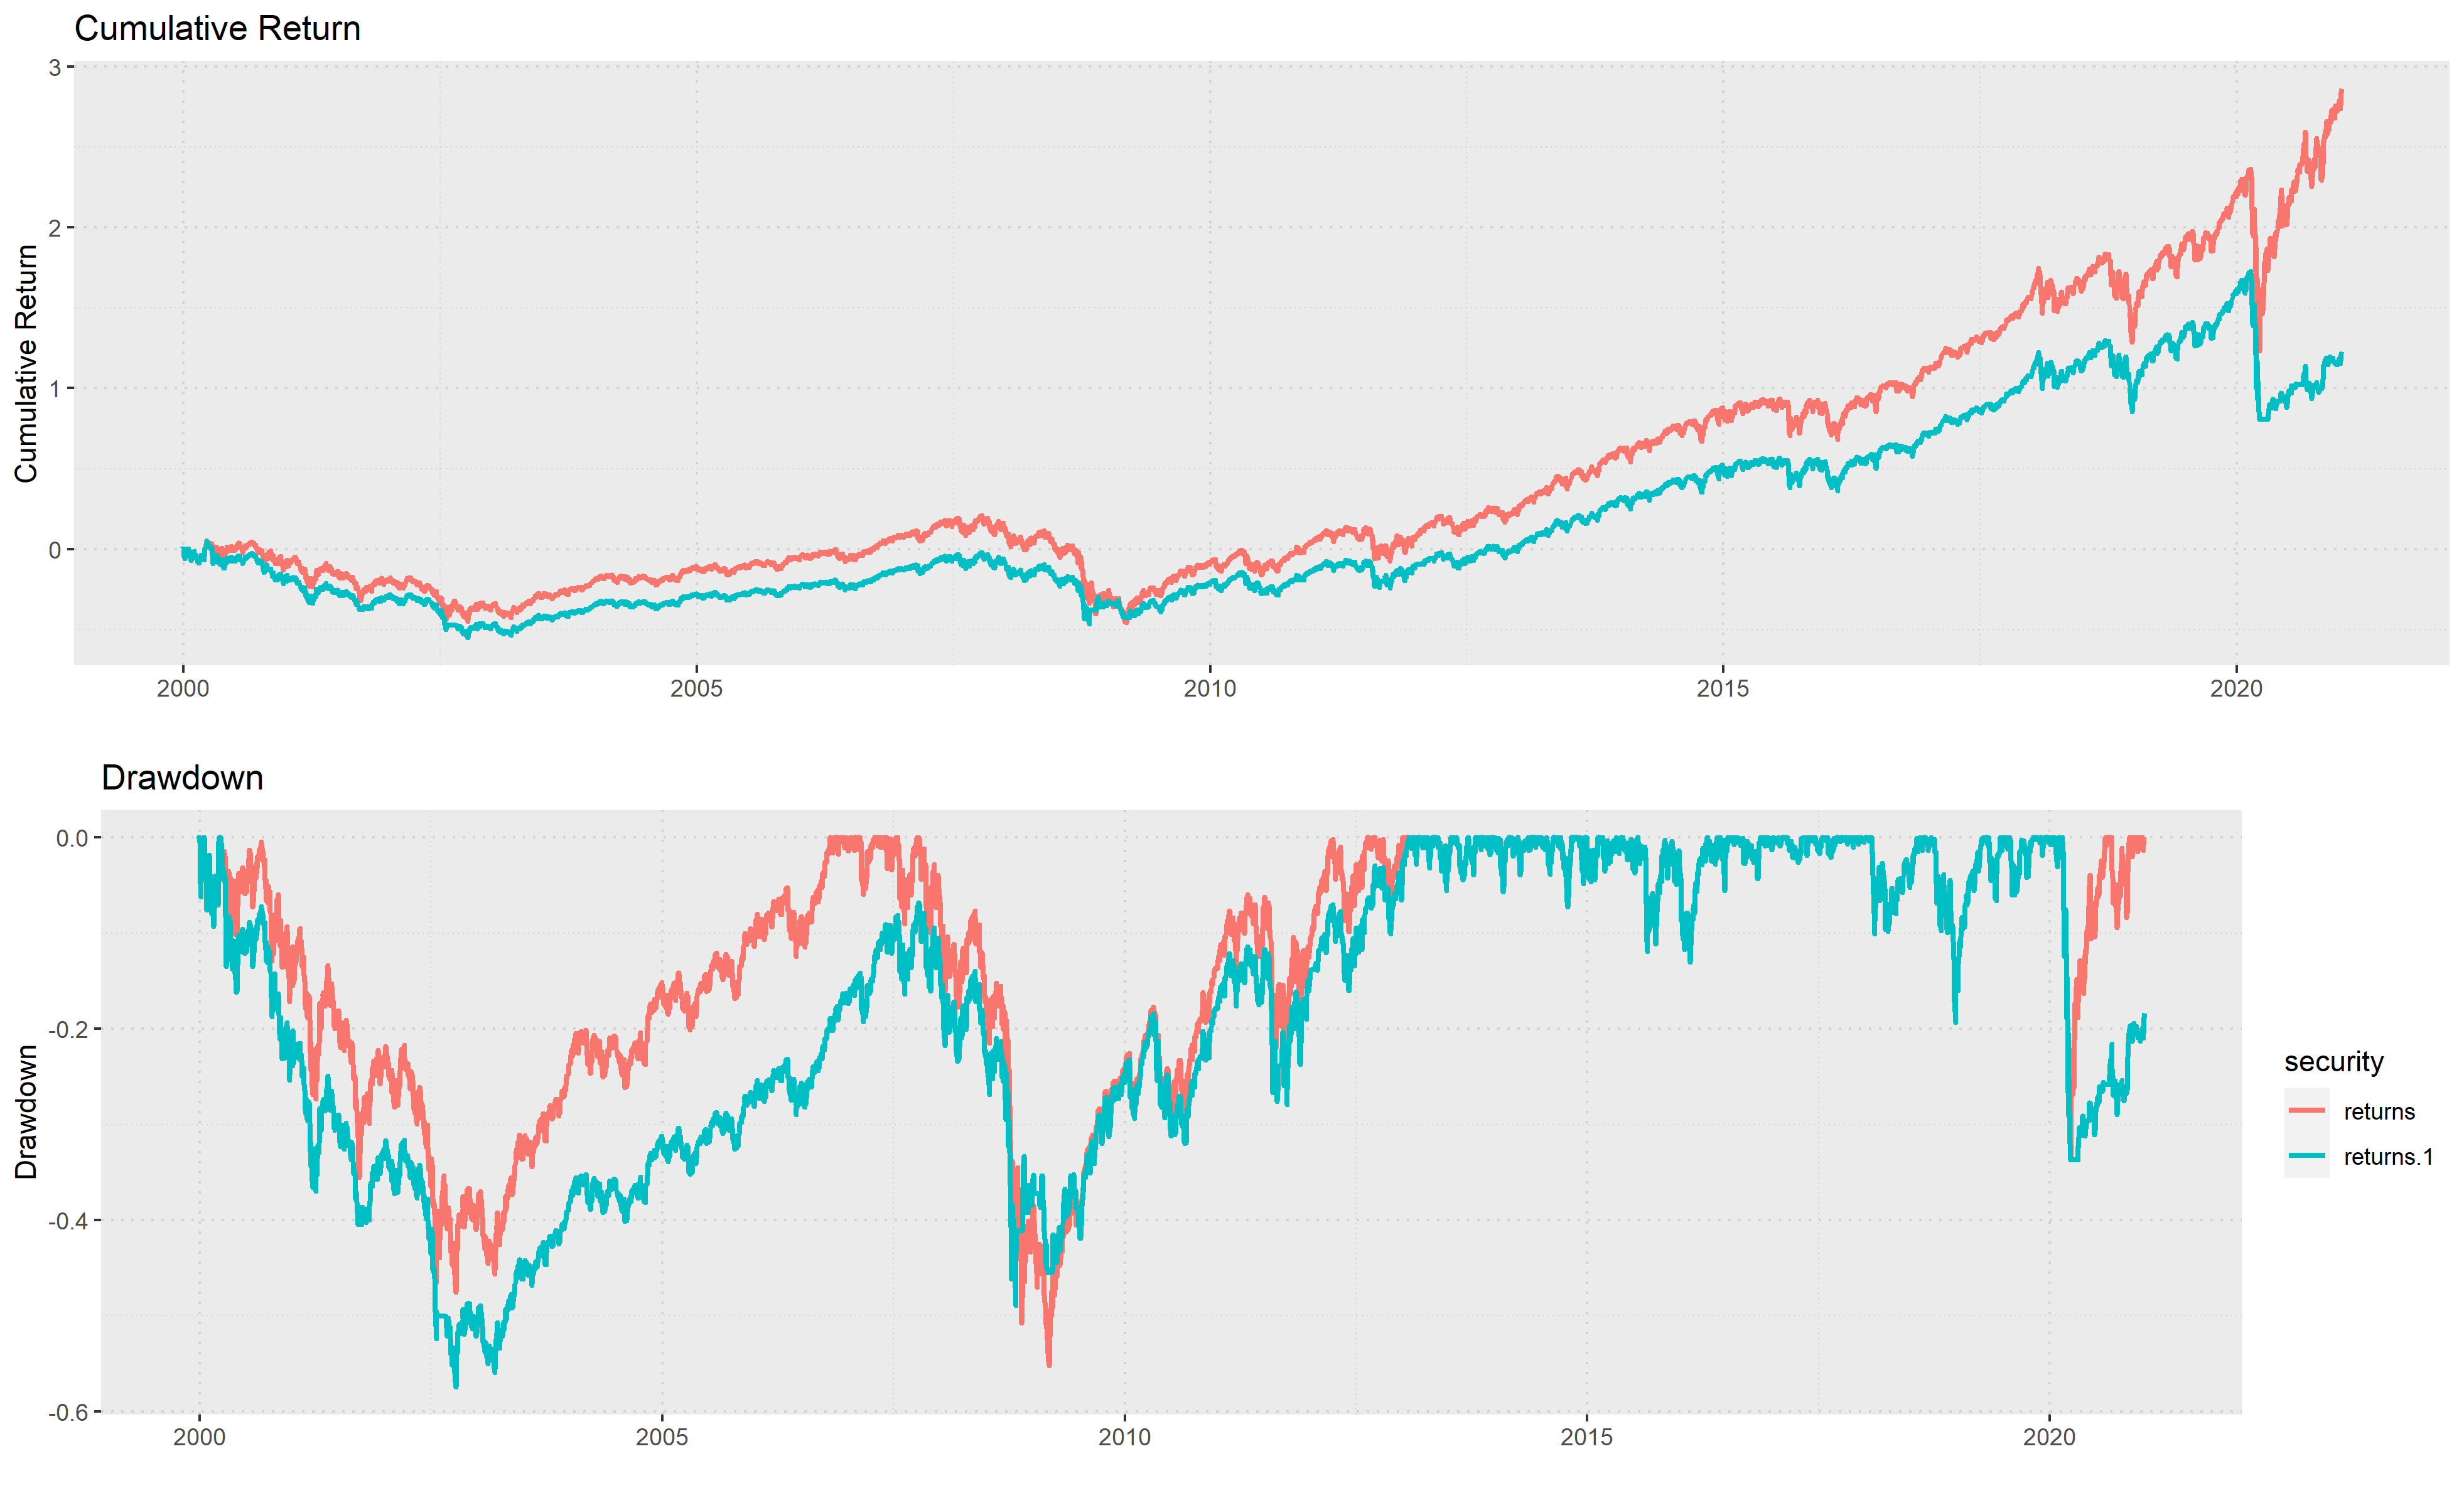 Cumulative Return
Cumulative Return
3
2
1
0
2000 2005 2010 2015 2020
Drawdown
Drawdown
0.0
-0.2
-0.4
-0.6
2000 2005 2010 2015 2020
security
returns
returns.1